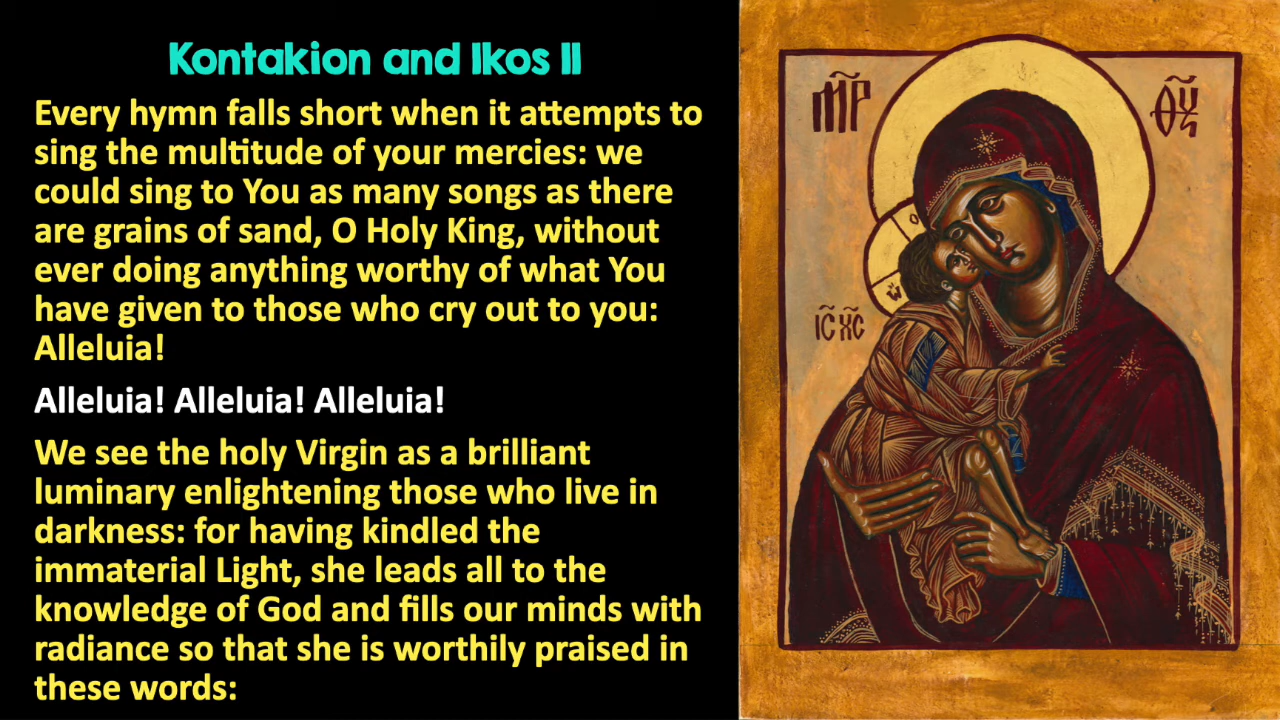 Kontakion and Ikos II
Every hymn falls short when it attempts to
sing the multitude of your mercies: we
could sing to You as many songs as there
are grains of sand, O Holy King, without
ever doing anything worthy of what You
have given to those who cry out to you:
Alleluia!
Alleluia! Alleluia! Alleluia!
We see the holy Virgin as a brilliant
luminary enlightening those who live in
darkness: for having kindled the
immaterial Light, she leads all to the
knowledge of God and fills our minds with
radiance so that she is worthily praised in
these words:
МР ѲУ
ІС ХС